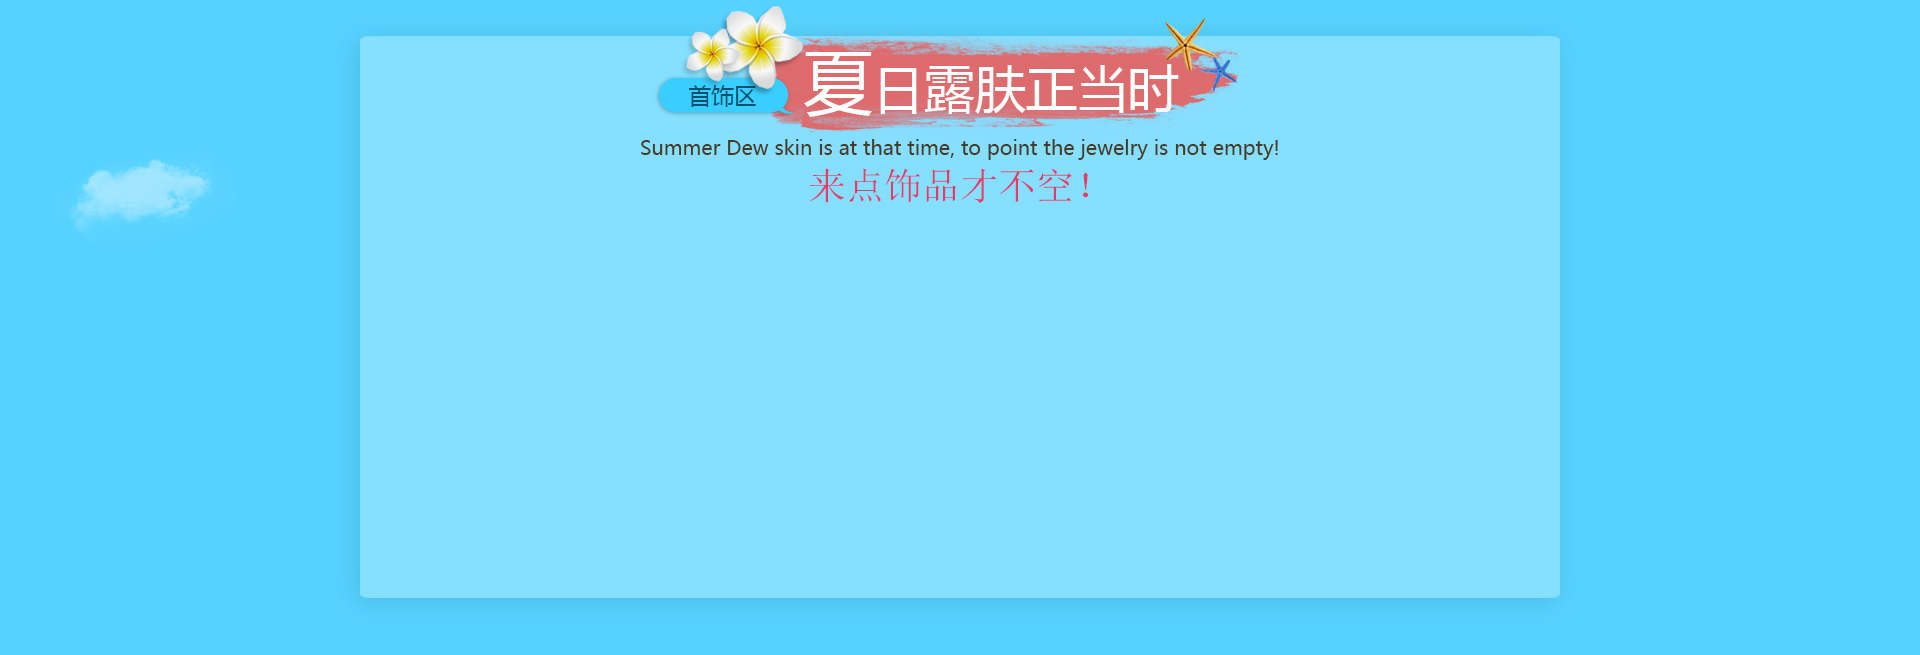 首饰区
夏日露肤正当时
Summer Dew skin is at that time, to point the jewelry is not empty!
来点饰品才不空！